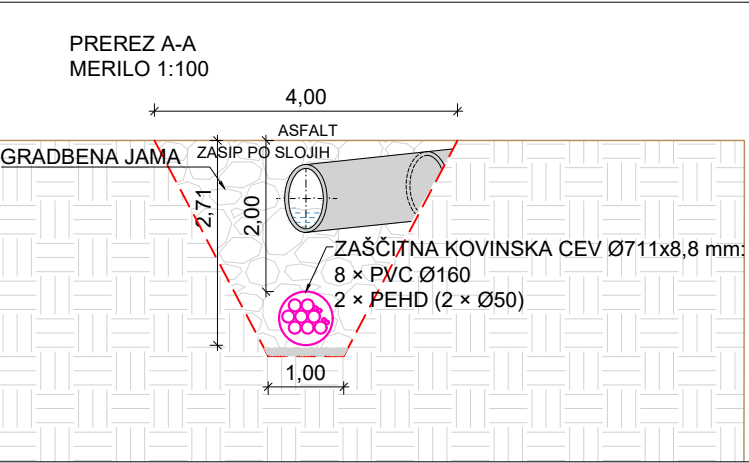 PREREZ A-A
MERILO 1:100
4,00
ASFALT
GRADBENA JAMA
ZASIP PO SLOJIH
2,71
2,00
ZAŠČITNA KOVINSKA CEV Ø711x8,8 mm:
8 × PVC Ø160
2 × PEHD (2 × Ø50)
1,00